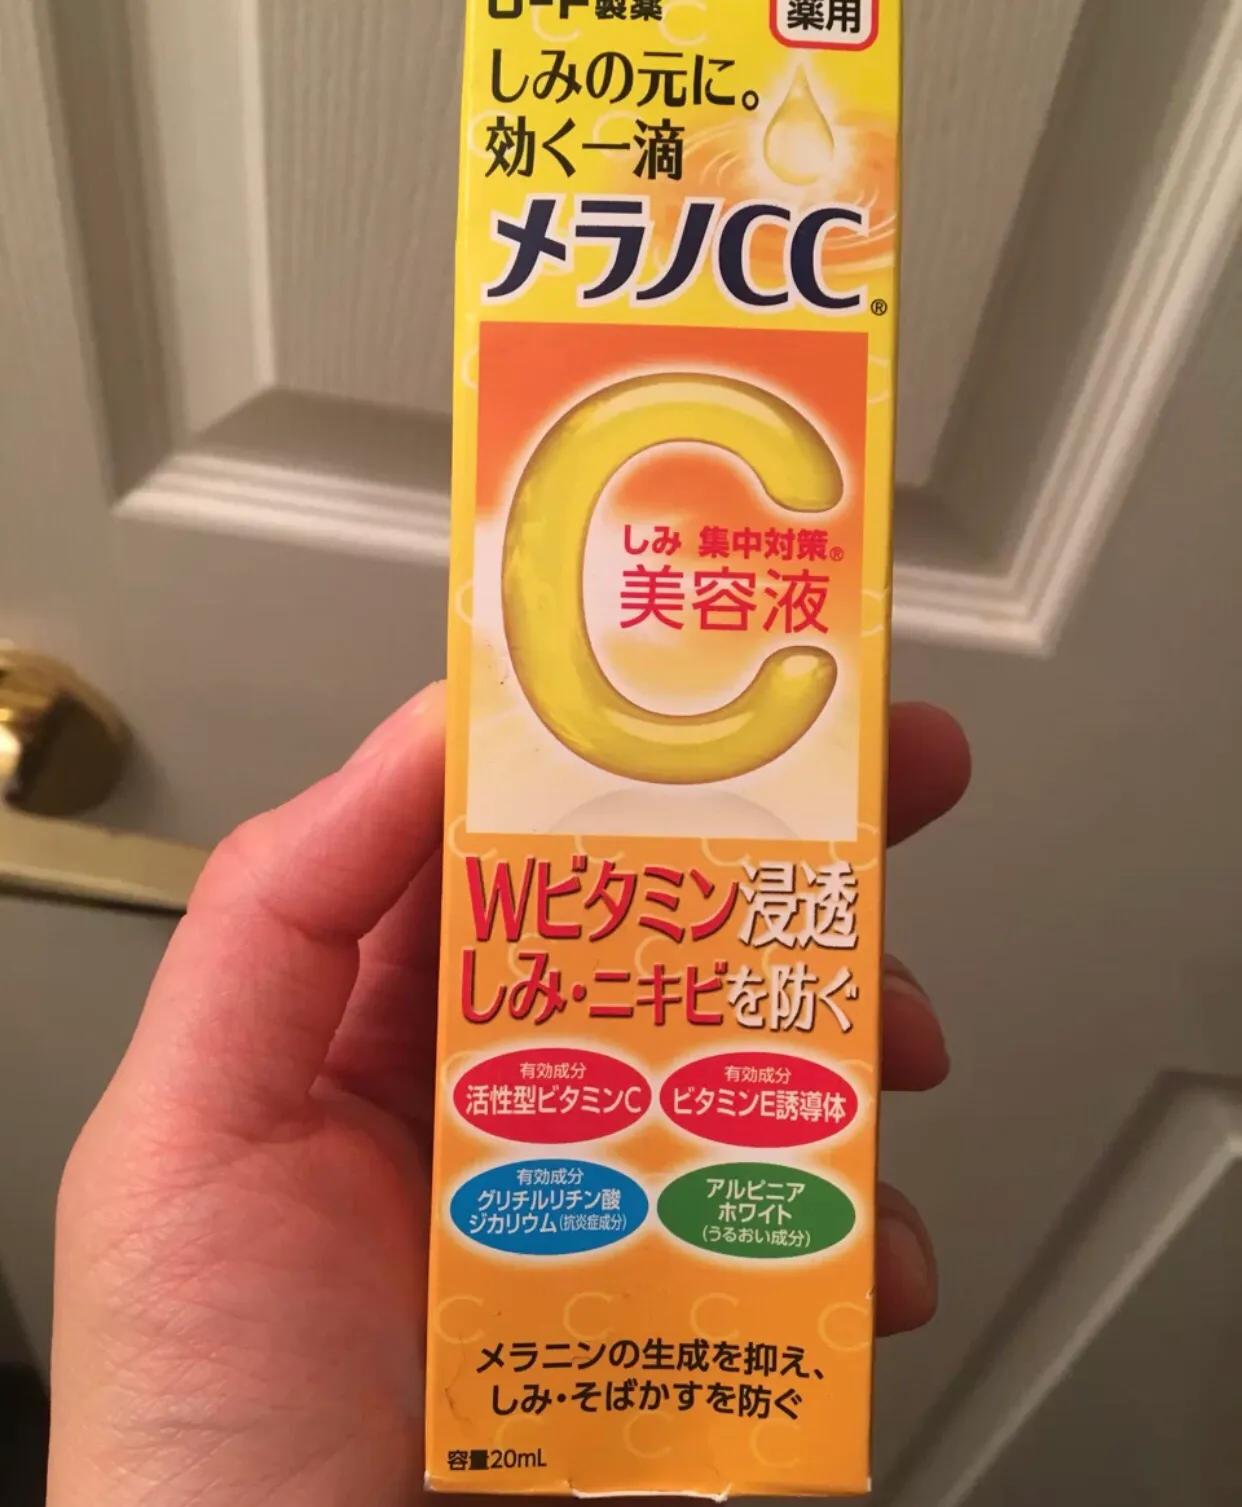 ロート製薬
薬用
しみの元に。
効く一滴
メラノCC®
しみ 集中対策®
美容液
Wビタミン浸透
しみ・ニキビを防ぐ
有効成分
活性型ビタミンC
有効成分
ビタミンE誘導体
有効成分
グリチルリチン酸
ジカリウム(抗炎症成分)
アルピニア
ホワイト
(うるおい成分)
メラニンの生成を抑え、
しみ・そばかすを防ぐ
容量20mL